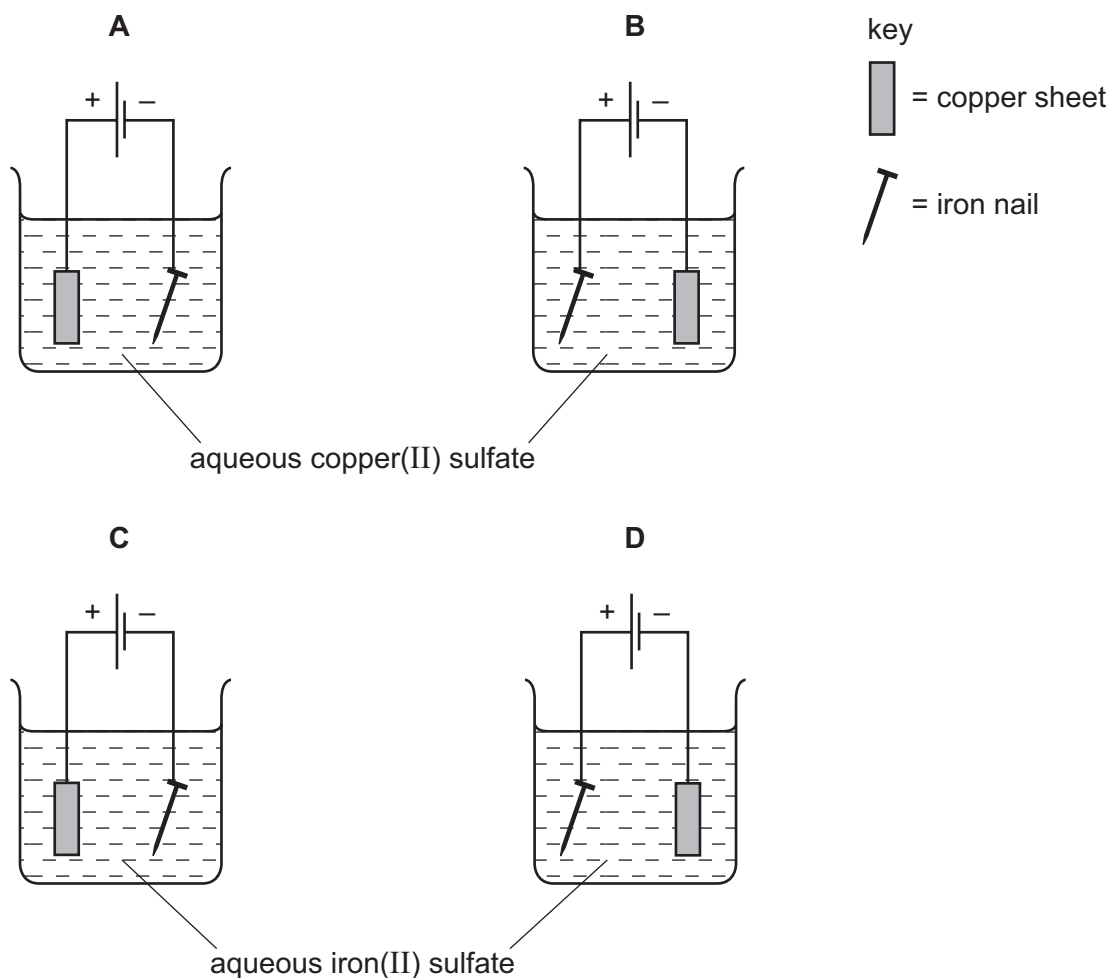 A
B
key
+ –
+ –
= copper sheet
= iron nail
aqueous copper(II) sulfate
C
D
+ –
+ –
aqueous iron(II) sulfate